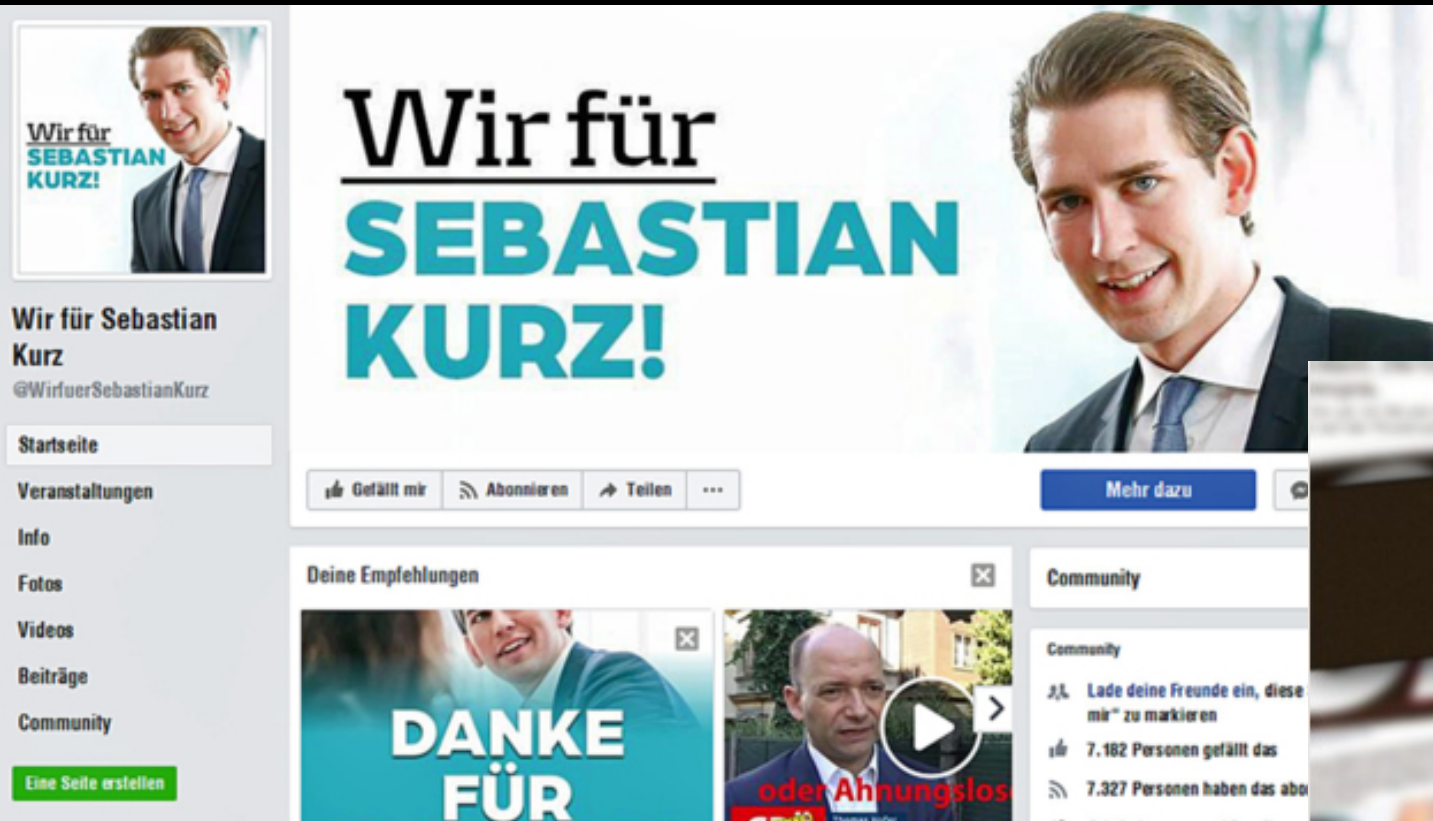 Wir für
SEBASTIAN
KURZ!
Wir für Sebastian
Kurz
@WirfuerSebastianKurz
Startseite
Veranstaltungen
Info
Fotos
Videos
Beiträge
Community
Eine Seite erstellen
Wir für
SEBASTIAN
KURZ!
Gefällt mir
Abonnieren
Teilen
Mehr dazu
Deine Empfehlungen
DANKE
FÜR
oder Ahnungslos
Community
Community
Lade deine Freunde ein, diese
mir" zu markieren
7.182 Personen gefällt das
7.327 Personen haben das abo